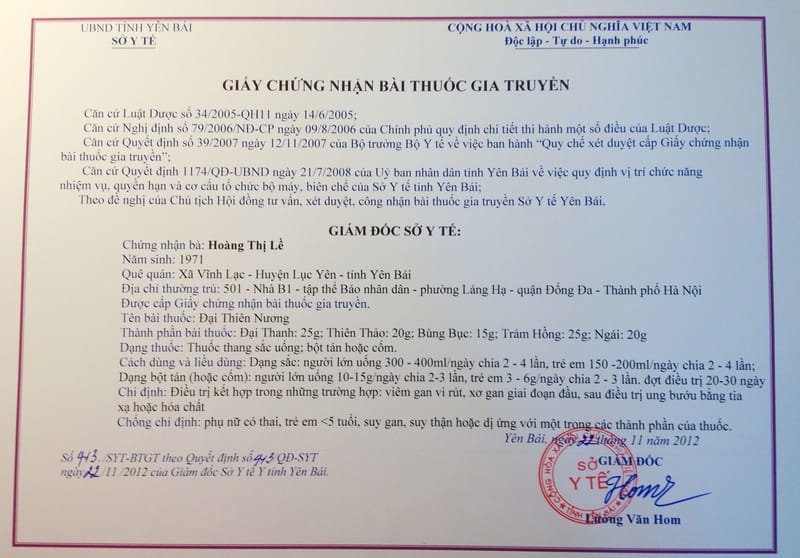 UBND TỈNH YÊN BÁI
SỞ Y TẾ
CỘNG HOÀ XÃ HỘI CHỦ NGHĨA VIỆT NAM
Độc lập - Tự do - Hạnh phúc
GIẤY CHỨNG NHẬN BÀI THUỐC GIA TRUYỀN
Căn cứ Luật Dược số 34/2005-QH11 ngày 14/6/2005;
Căn cứ Nghị định số 79/2006/NĐ-CP ngày 09/8/2006 của Chính phủ quy định chi tiết thi hành một số điều của Luật Dược;
Căn cứ Quyết định số 39/2007 ngày 12/11/2007 của Bộ trưởng Bộ Y tế về việc ban hành “Quy chế xét duyệt cấp Giấy chứng nhận
bài thuốc gia truyền”;
Căn cứ Quyết định 1174/QĐ-UBND ngày 21/7/2008 của Uỷ ban nhân dân tỉnh Yên Bái về việc quy định vị trí chức năng
nhiệm vụ, quyền hạn và cơ cấu tổ chức bộ máy, biên chế của Sở Y tế tỉnh Yên Bái;
Theo đề nghị của Chủ tịch Hội đồng tư vấn, xét duyệt, công nhận bài thuốc gia truyền Sở Y tế Yên Bái,
GIÁM ĐỐC SỞ Y TẾ:
Chứng nhận bà: Hoàng Thị Lề
Năm sinh: 1971
Quê quán: Xã Vĩnh Lạc - Huyện Lục Yên - tỉnh Yên Bái
Địa chỉ thường trú: 501 - Nhà B1 - tập thể Báo nhân dân - phường Láng Hạ - quận Đống Đa - Thành phố Hà Nội
Được cấp Giấy chứng nhận bài thuốc gia truyền.
Tên bài thuốc: Đại Thiên Nương
Thành phần bài thuốc: Đại Thanh: 25g; Thiên Thảo: 20g; Bùng Bục: 15g; Trám Hồng: 25g; Ngái: 20g
Dạng thuốc: Thuốc thang sắc uống; bột tán hoặc cốm.
Cách dùng và liều dùng: Dạng sắc: người lớn uống 300 - 400ml/ngày chia 2 - 4 lần, trẻ em 150 -200ml/ngày chia 2 - 4 lần;
Dạng bột tán (hoặc cốm): người lớn uống 10-15g/ngày chia 2-3 lần, trẻ em 3 - 6g/ngày chia 2 - 3 lần. đợt điều trị 20-30 ngày
Chỉ định: Điều trị kết hợp trong những trường hợp: viêm gan vi rút, xơ gan giai đoạn đầu, sau điều trị ung bướu bằng tia
xạ hoặc hóa chất
Chống chỉ định: phụ nữ có thai, trẻ em <5 tuổi, suy gan, suy thận hoặc dị ứng với một trong các thành phần của thuốc.
Yên Bái, ngày 22 tháng 11 năm 2012
Số 913./SYT-BTGT theo Quyết định số 913/QĐ-SYT
ngày 22/11/2012 của Giám đốc Sở Y tế Y tỉnh Yên Bái.
GIÁM ĐỐC
SỞ
Y TẾ
TỈNH YÊN BÁI
Lương Văn Hom